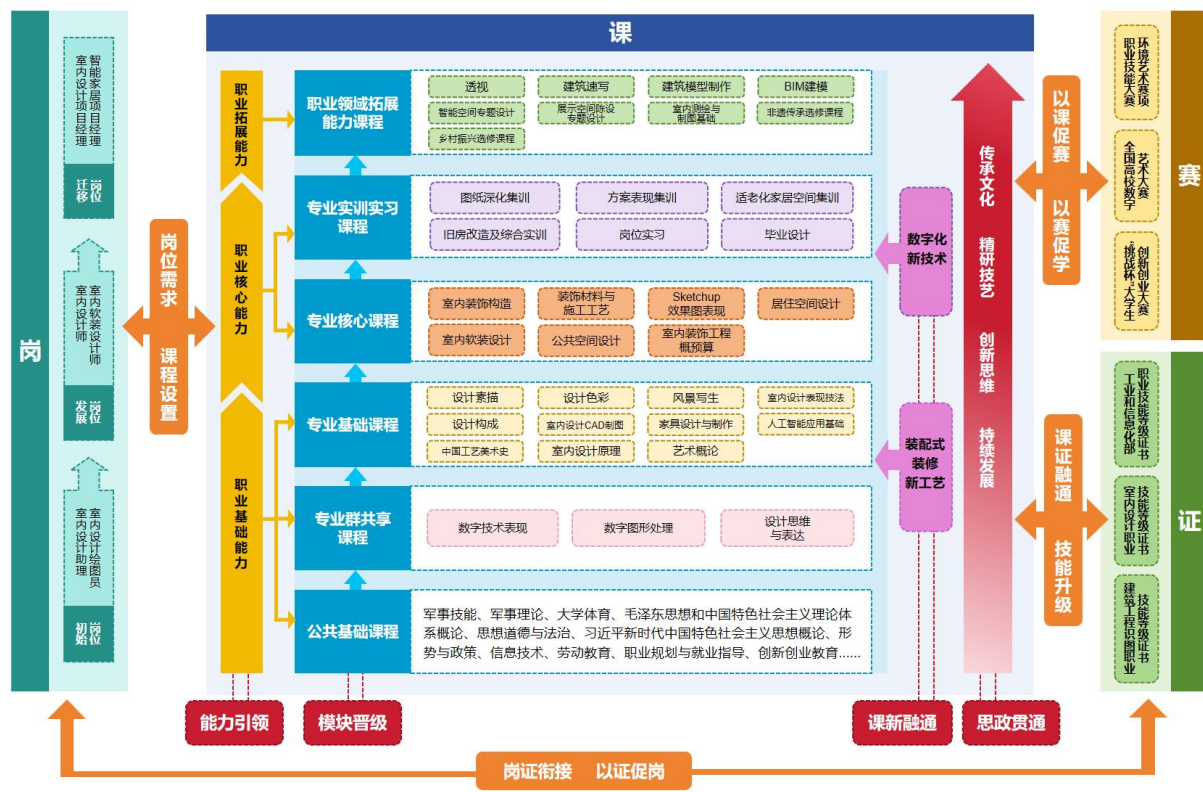 课
岗
智能家居项目经理
室内设计项目经理
岗位
迁移
室内软装设计师
室内设计师
岗位
发展
室内设计绘图员
室内设计助理
岗位
初始
岗位需求
课程设置
职业拓展能力
职业核心能力
职业基础能力
职业领域拓展
能力课程
透视
建筑速写
建筑模型制作
BIM建模
智能空间专题设计
展示空间陈设
专题设计
室内测绘与
制图基础
非遗传承选修课程
乡村振兴选修课程
专业实训实习
课程
图纸深化集训
方案表现集训
适老化家居空间集训
旧房改造及综合实训
岗位实习
毕业设计
专业核心课程
室内装饰构造
装饰材料与
施工工艺
Sketchup
效果图表现
居住空间设计
室内软装设计
公共空间设计
室内装饰工程
概预算
专业基础课程
设计素描
设计色彩
风景写生
室内设计表现技法
设计构成
室内设计CAD制图
家具设计与制作
人工智能应用基础
中国工艺美术史
室内设计原理
艺术概论
专业群共享
课程
数字技术表现
数字图形处理
设计思维
与表达
公共基础课程
军事技能、军事理论、大学体育、毛泽东思想和中国特色社会主义理论体
系概论、思想道德与法治、习近平新时代中国特色社会主义思想概论、形
势与政策、信息技术、劳动教育、职业规划与就业指导、创新创业教育......
数字化
新技术
装配式
装修
新工艺
传承文化
精研技艺
创新思维
持续发展
以课促赛
以赛促学
课证融通
技能升级
赛
环境艺术赛项
职业技能大赛
艺术大赛
全国高校数字
创新创业大赛
“挑战杯”大学生
证
职业技能等级证书
工业和信息化部
技能等级证书
室内设计职业
技能等级证书
建筑工程识图职业
能力引领
模块晋级
课新融通
思政贯通
岗证衔接 以证促岗